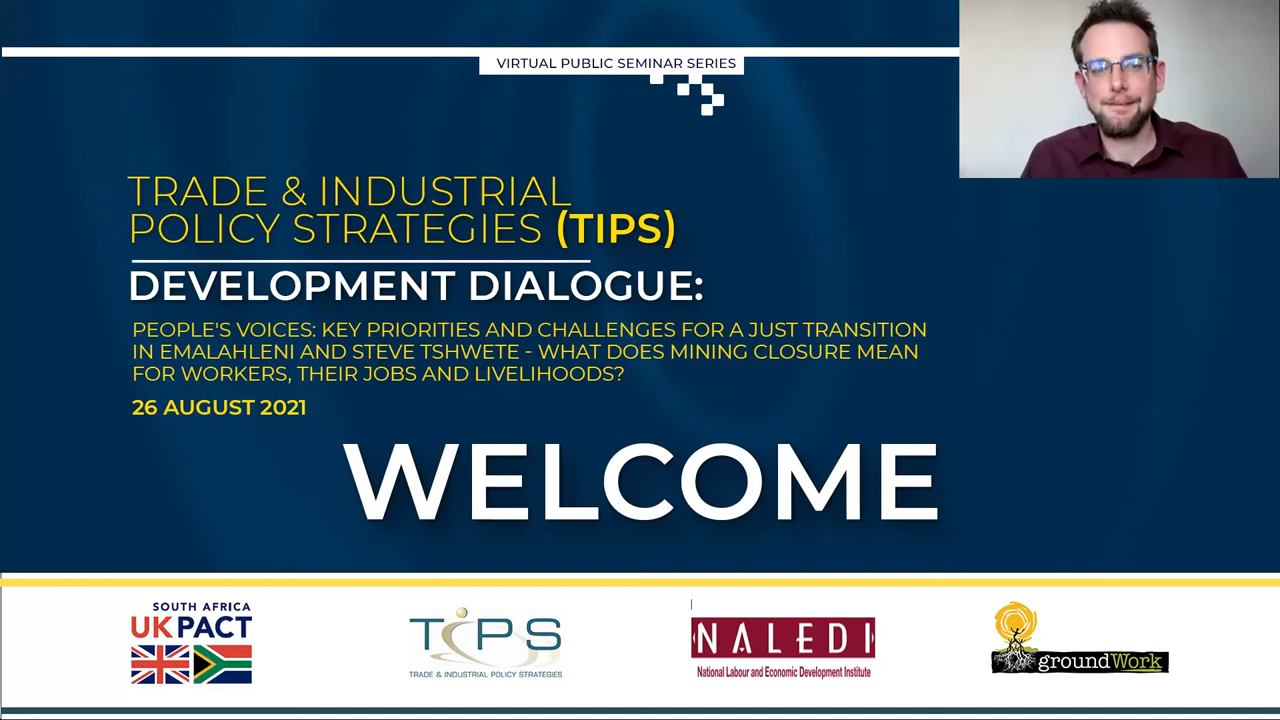 VIRTUAL PUBLIC SEMINAR SERIES
TRADE & INDUSTRIAL
POLICY STRATEGIES (TIPS)
DEVELOPMENT DIALOGUE:
PEOPLE'S VOICES: KEY PRIORITIES AND CHALLENGES FOR A JUST TRANSITION
IN EMALAHLENI AND STEVE TSHWETE - WHAT DOES MINING CLOSURE MEAN
FOR WORKERS, THEIR JOBS AND LIVELIHOODS?
26 AUGUST 2021
WELCOME
SOUTH AFRICA
UK PACT
TIPS
TRADE & INDUSTRIAL POLICY STRATEGIES
NALEDI
National Labour and Economic Development Institute
groundWork